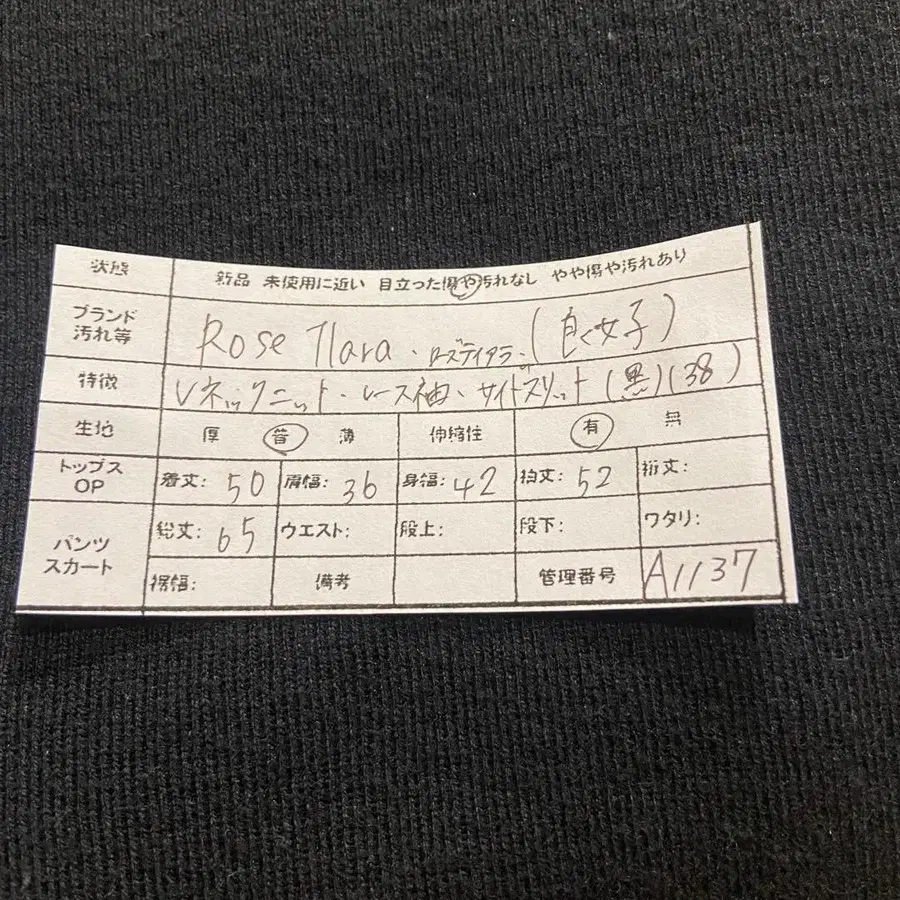 状態 新品 未使用に近い 目立った傷や汚れなし やや傷や汚れあり
ブランド 汚れ等 Rose Tiara・ローズティアラ・
特徴 Vネックニット・レース袖・サイドスリット(黒)(38)
生地 厚 普 薄 伸縮性 有 無
トップス OP 着丈: 50 肩幅: 36 身幅: 42 袖丈: 52 裄丈:
パンツ スカート 総丈: 65 ウエスト: 股上: 股下: ワタリ:
裾幅: 備考 管理番号 A1137